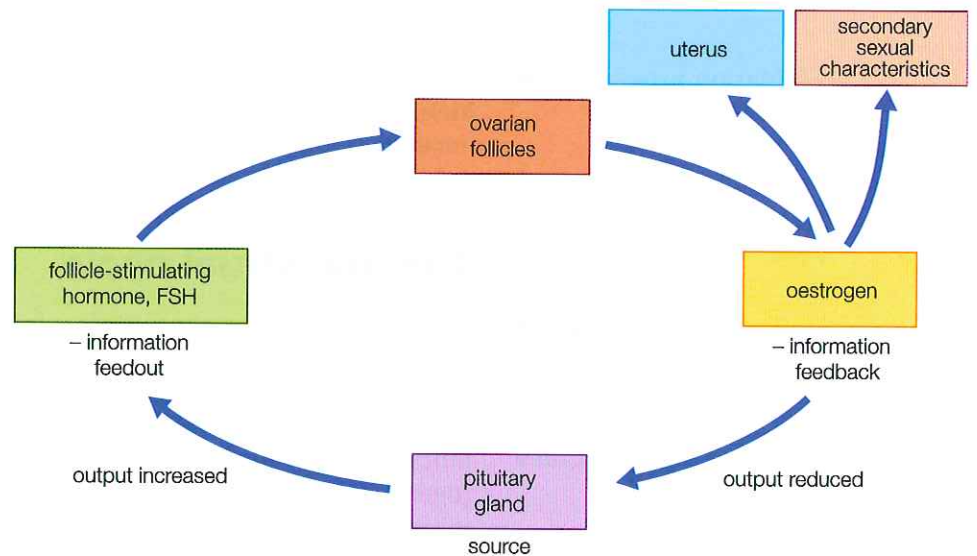 uterus
secondary
sexual
characteristics
ovarian
follicles
follicle-stimulating
hormone, FSH
– information
feedout
oestrogen
– information
feedback
output increased
pituitary
gland
source
output reduced